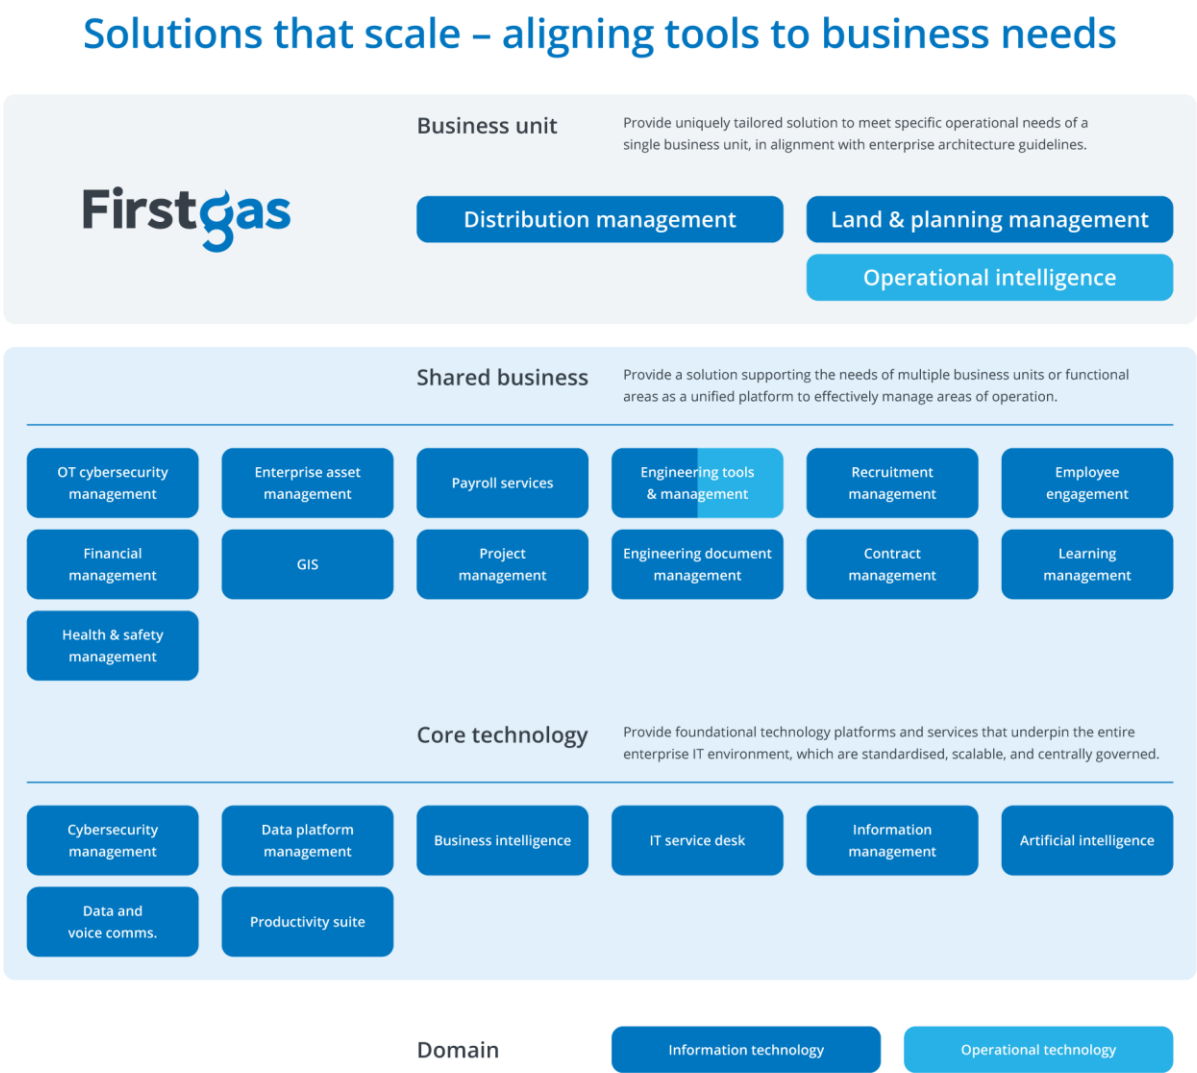 Solutions that scale – aligning tools to business needs
Business unit
Provide uniquely tailored solution to meet specific operational needs of a
single business unit, in alignment with enterprise architecture guidelines.
Firstgas
Distribution management
Land & planning management
Operational intelligence
Shared business
Provide a solution supporting the needs of multiple business units or functional
areas as a unified platform to effectively manage areas of operation.
OT cybersecurity
management
Enterprise asset
management
Payroll services
Engineering tools
& management
Recruitment
management
Employee
engagement
Financial
management
GIS
Project
management
Engineering document
management
Contract
management
Learning
management
Health & safety
management
Core technology
Provide foundational technology platforms and services that underpin the entire
enterprise IT environment, which are standardised, scalable, and centrally governed.
Cybersecurity
management
Data platform
management
Business intelligence
IT service desk
Information
management
Artificial intelligence
Data and
voice comms.
Productivity suite
Domain
Information technology
Operational technology